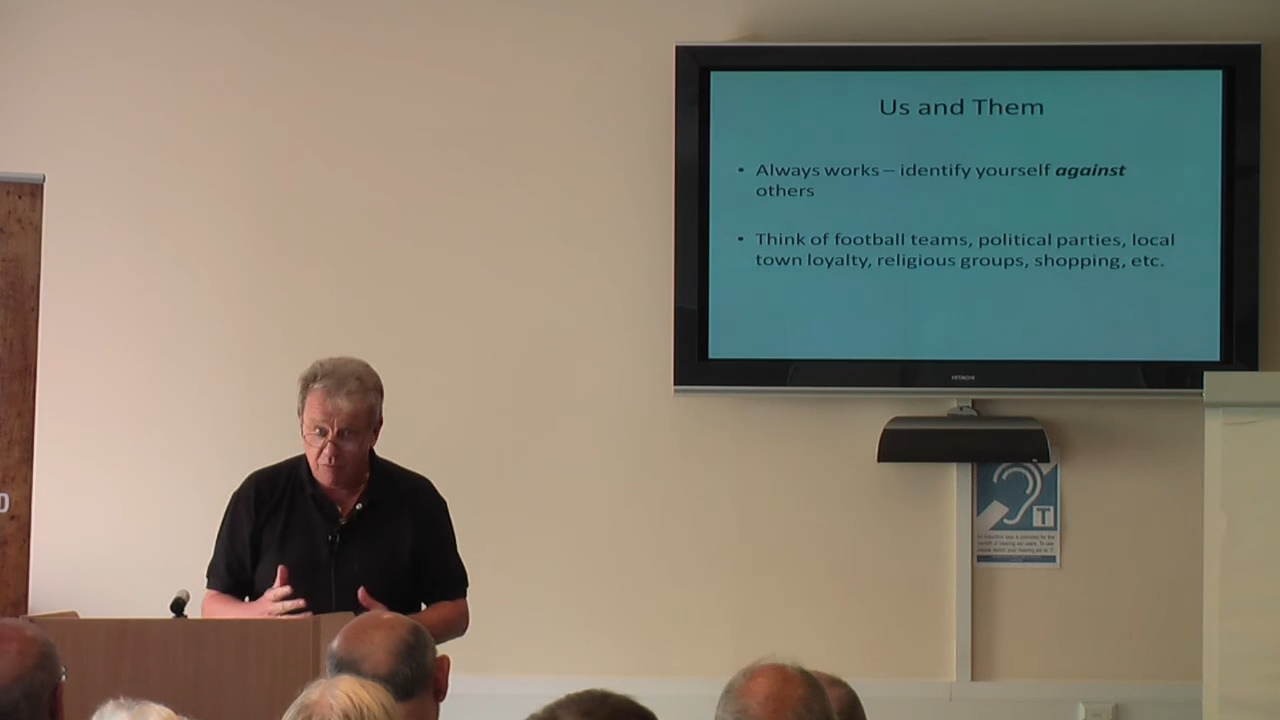 Us and Them
• Always works – identify yourself against
others
• Think of football teams, political parties, local
town loyalty, religious groups, shopping, etc.
HITACHI
T
D